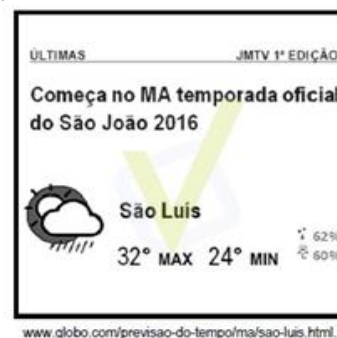 ÚLTIMAS JMTV 1ª EDIÇÃO
Começa no MA temporada oficial
do São João 2016
São Luís
32° MAX 24° MIN
62%
60%
www.globo.com/previsao-do-tempo/ma/sao-luis.html.